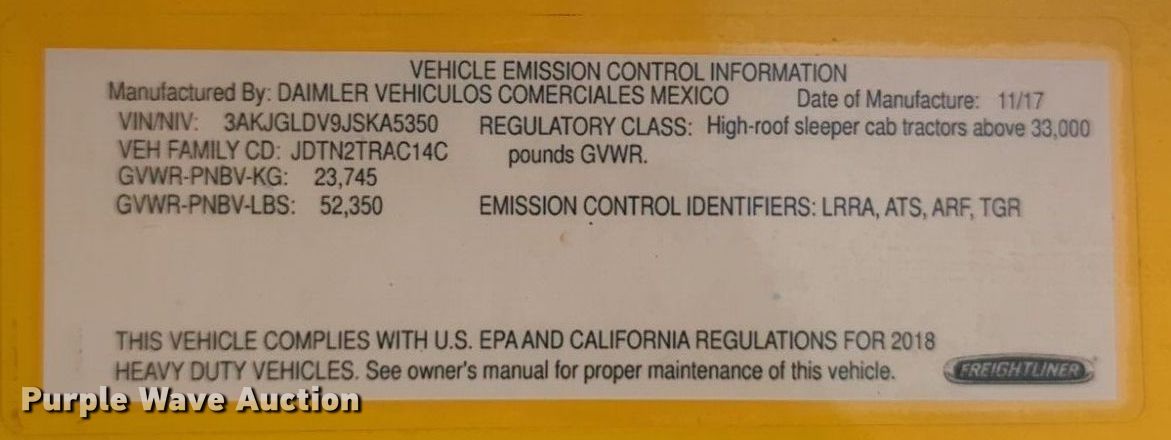 VEHICLE EMISSION CONTROL INFORMATION
Manufactured By: DAIMLER VEHICULOS COMERCIALES MEXICO Date of Manufacture: 11/17
VIN/NIV: 3AKJGLDV9JSKA5350 REGULATORY CLASS: High-roof sleeper cab tractors above 33,000
VEH FAMILY CD: JDTN2TRAC14C pounds GVWR.
GVWR-PNBV-KG: 23,745
GVWR-PNBV-LBS: 52,350 EMISSION CONTROL IDENTIFIERS: LRRA, ATS, ARF, TGR
THIS VEHICLE COMPLIES WITH U.S. EPA AND CALIFORNIA REGULATIONS FOR 2018
HEAVY DUTY VEHICLES. See owner's manual for proper maintenance of this vehicle.
FREIGHTLINER
Purple Wave Auction